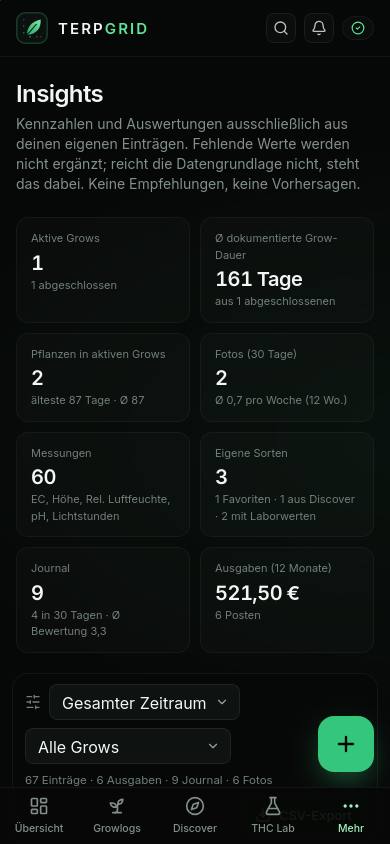 TERPGRID
Insights
Kennzahlen und Auswertungen ausschließlich aus
deinen eigenen Einträgen. Fehlende Werte werden
nicht ergänzt; reicht die Datengrundlage nicht, steht
das dabei. Keine Empfehlungen, keine Vorhersagen.
Aktive Grows
1
1 abgeschlossen
Ø dokumentierte Grow-
Dauer
161 Tage
aus 1 abgeschlossenen
Pflanzen in aktiven Grows
2
älteste 87 Tage · Ø 87
Fotos (30 Tage)
2
Ø 0,7 pro Woche (12 Wo.)
Messungen
60
EC, Höhe, Rel. Luftfeuchte,
pH, Lichtstunden
Eigene Sorten
3
1 Favoriten · 1 aus Discover
· 2 mit Laborwerten
Journal
9
4 in 30 Tagen · Ø
Bewertung 3,3
Ausgaben (12 Monate)
521,50 €
6 Posten
Gesamter Zeitraum
Alle Grows
67 Einträge · 6 Ausgaben · 9 Journal · 6 Fotos
CSV-Export
Übersicht
Growlogs
Discover
THC Lab
Mehr